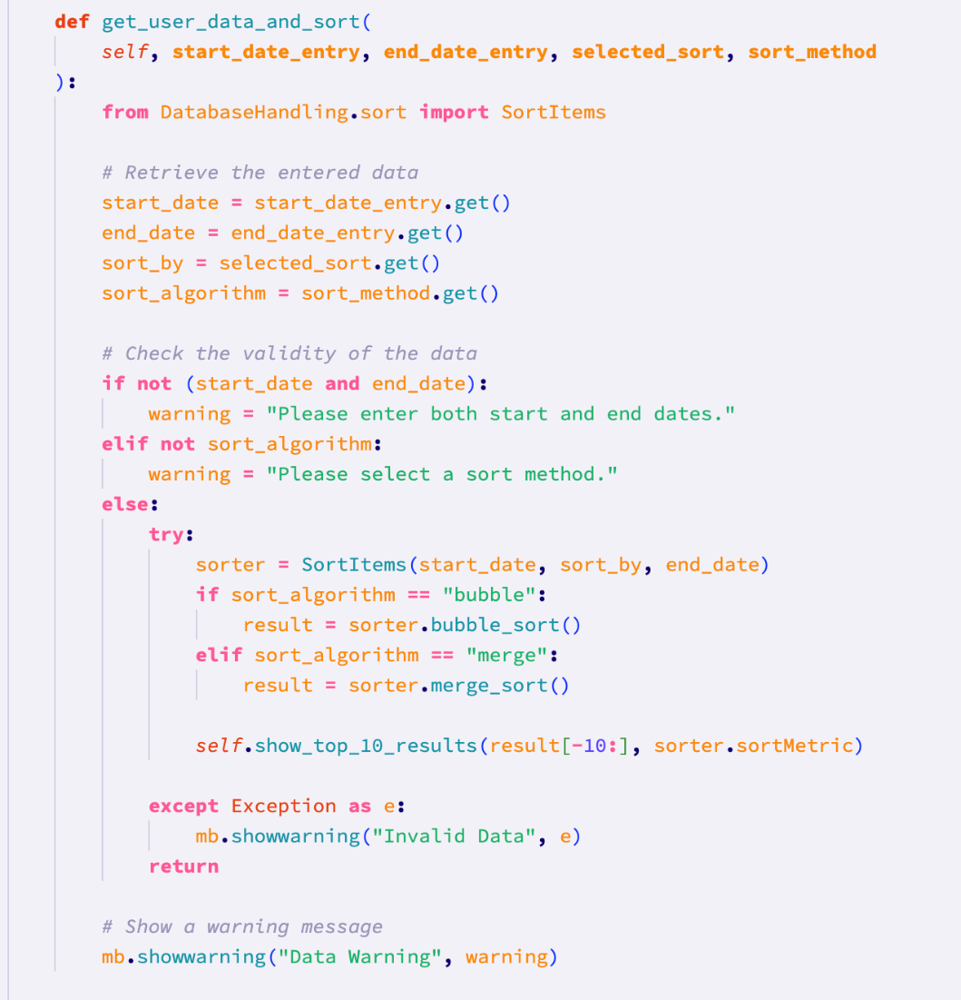 def get_user_data_and_sort(
    self, start_date_entry, end_date_entry, selected_sort, sort_method
):
    from DatabaseHandling.sort import SortItems

    # Retrieve the entered data
    start_date = start_date_entry.get()
    end_date = end_date_entry.get()
    sort_by = selected_sort.get()
    sort_algorithm = sort_method.get()

    # Check the validity of the data
    if not (start_date and end_date):
        warning = "Please enter both start and end dates."
    elif not sort_algorithm:
        warning = "Please select a sort method."
    else:
        try:
            sorter = SortItems(start_date, sort_by, end_date)
            if sort_algorithm == "bubble":
                result = sorter.bubble_sort()
            elif sort_algorithm == "merge":
                result = sorter.merge_sort()

            self.show_top_10_results(result[-10:], sorter.sortMetric)

        except Exception as e:
            mb.showwarning("Invalid Data", e)
        return

    # Show a warning message
    mb.showwarning("Data Warning", warning)